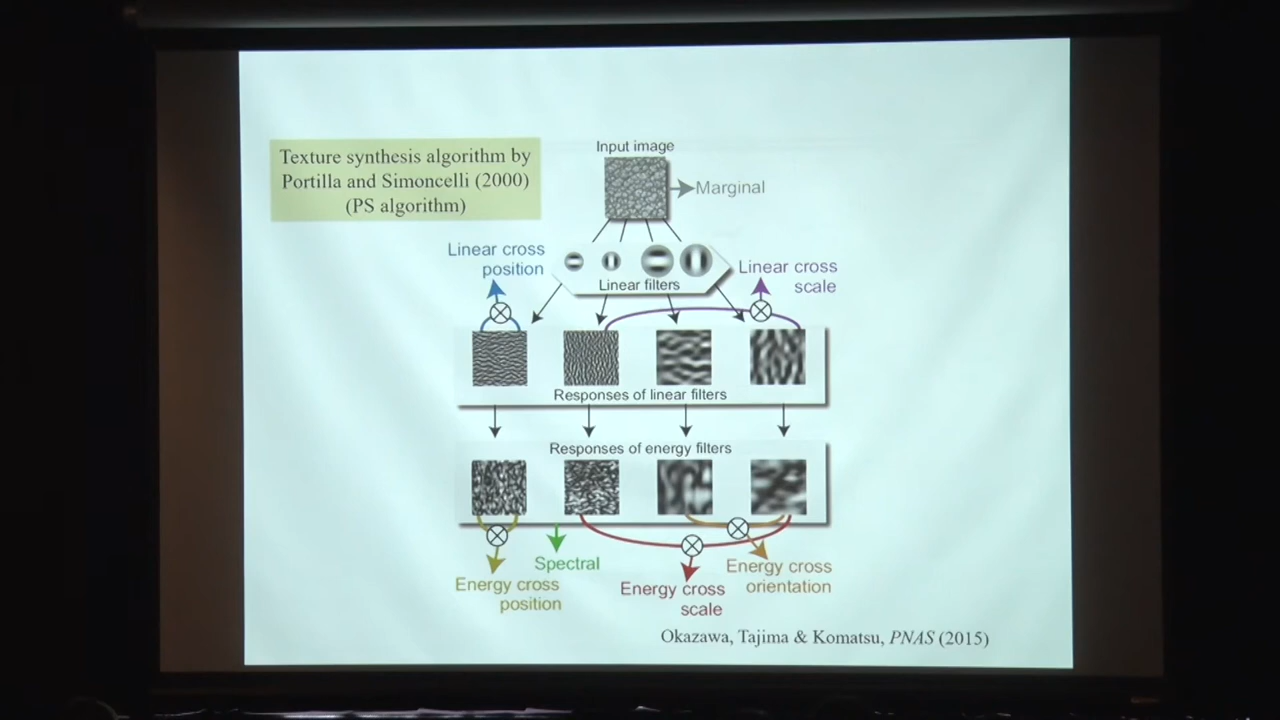 Texture synthesis algorithm by
Portilla and Simoncelli (2000)
(PS algorithm)
Input image
Marginal
Linear cross
position
Linear filters
Linear cross
scale
Responses of linear filters
Responses of energy filters
Energy cross
position
Spectral
Energy cross
scale
Energy cross
orientation
Okazawa, Tajima & Komatsu, PNAS (2015)